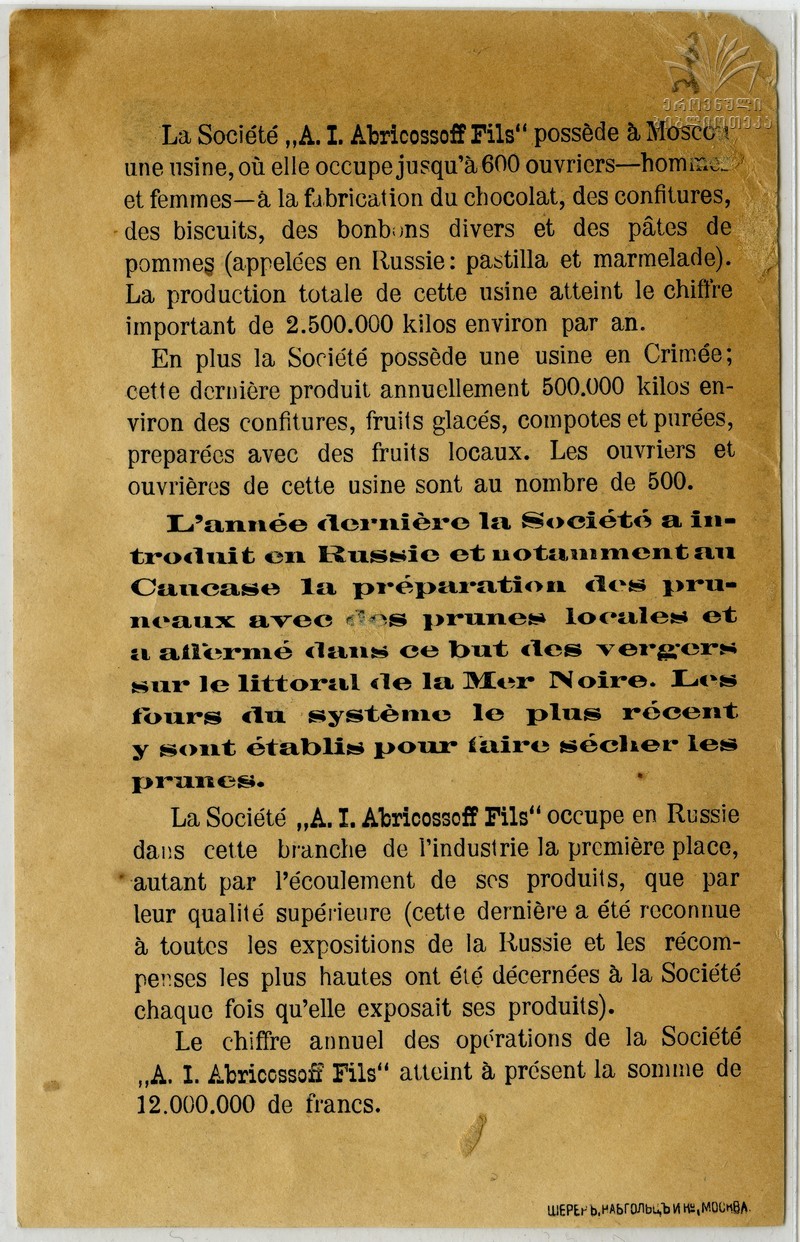 ეროვნული
ბიბლიოთეკა
La Société „A. I. Abricossoff Fils“ possède à Moscou
une usine, où elle occupe jusqu’à 600 ouvriers—hommes
et femmes—à la fabrication du chocolat, des confitures,
des biscuits, des bonbons divers et des pâtes de
pommes (appelées en Russie: pastilla et marmelade).
La production totale de cette usine atteint le chiffre
important de 2.500.000 kilos environ par an.
En plus la Société possède une usine en Crimée;
cette dernière produit annuellement 500.000 kilos en-
viron des confitures, fruits glacés, compotes et purées,
preparées avec des fruits locaux. Les ouvriers et
ouvrières de cette usine sont au nombre de 500.
L’année dernière la Société a in-
troduit en Russie et notamment au
Caucase la préparation des pru-
neaux avec des prunes locales et
a affermé dans ce but des vergers
sur le littoral de la Mer Noire. Les
fours du système le plus récent
y sont établis pour faire sécher les
prunes.
La Société „A. I. Abricossoff Fils“ occupe en Russie
dans cette branche de l’industrie la première place,
autant par l’écoulement de ses produits, que par
leur qualité supérieure (cette dernière a été reconnue
à toutes les expositions de la Russie et les récom-
penses les plus hautes ont été décernées à la Société
chaque fois qu’elle exposait ses produits).
Le chiffre annuel des opérations de la Société
„A. I. Abricossoff Fils“ atteint à présent la somme de
12.000.000 de francs.
ШЕРЕРЪ, НАБГОЛЬЦЪ И Кº, МОСКВА.